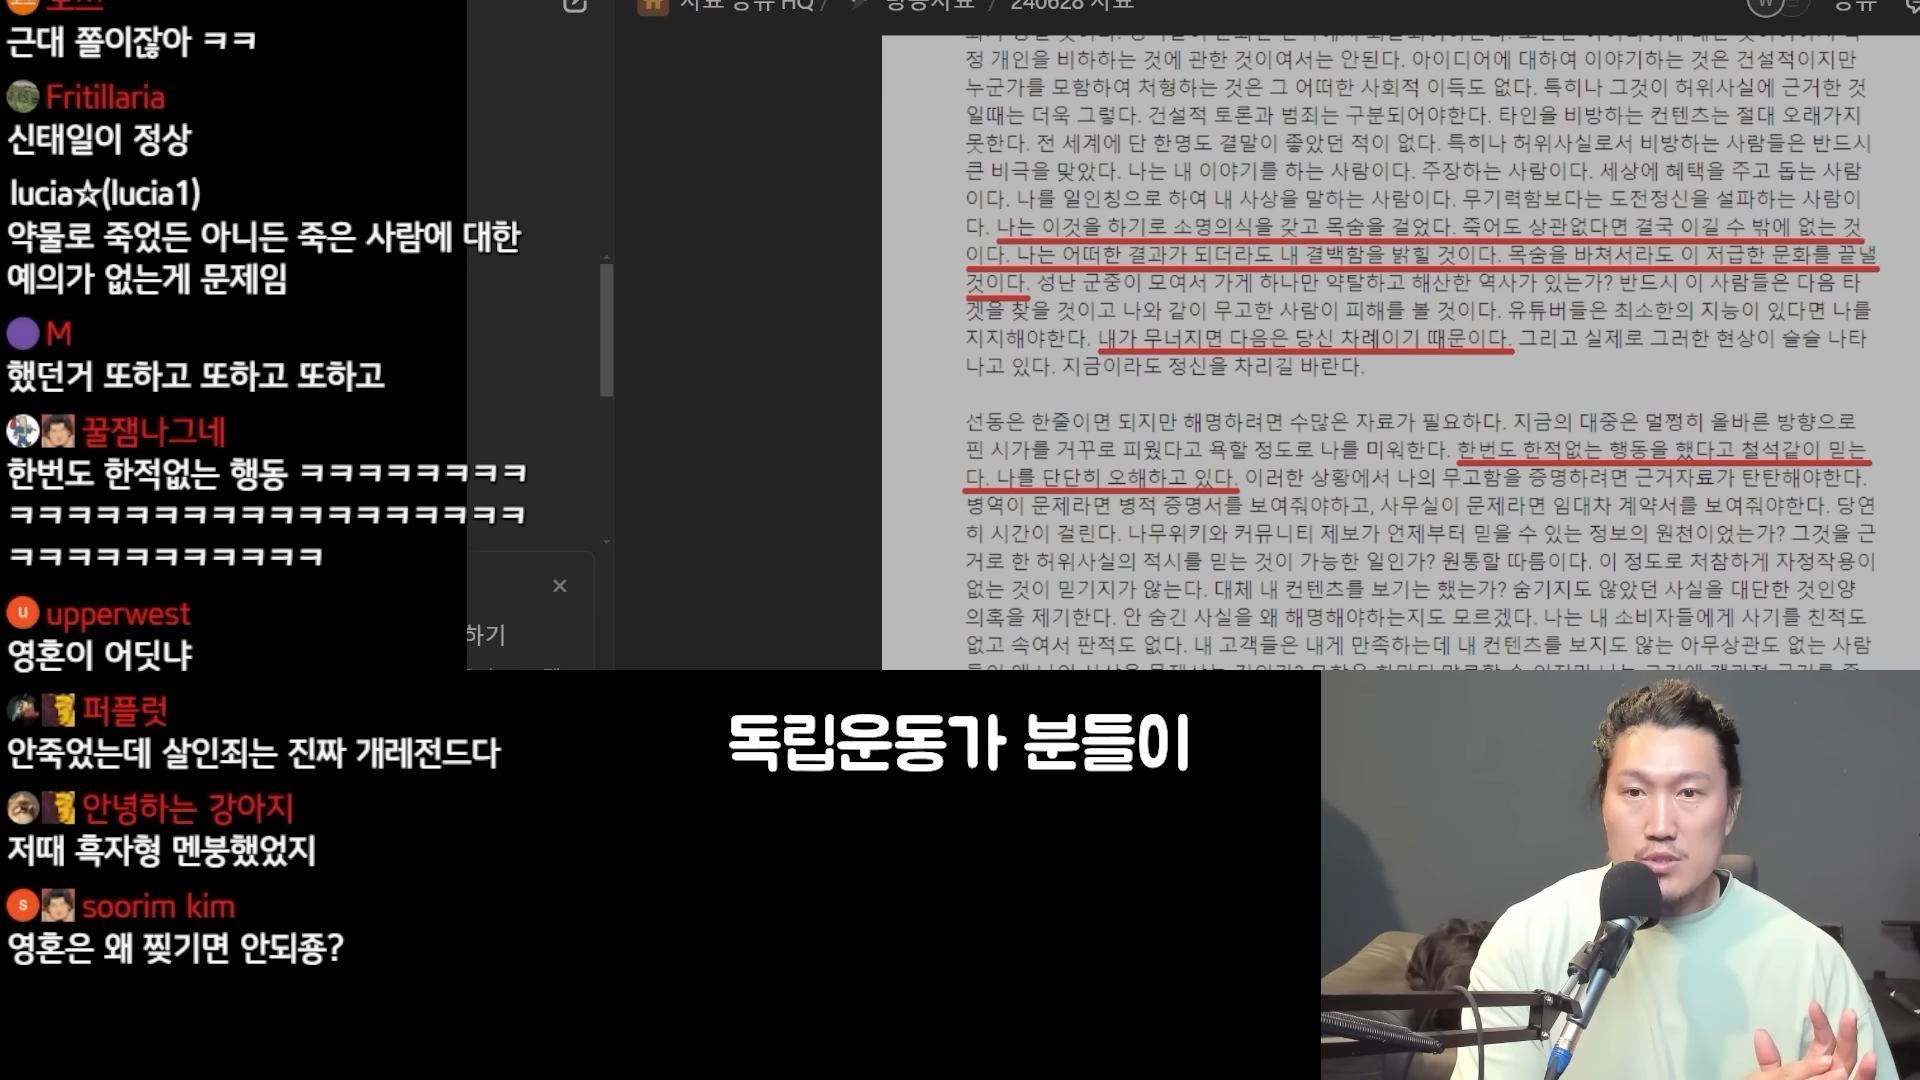 근대 쫄이잖아 ㅋㅋ
Fritillaria
신태일이 정상
lucia☆(lucia1)
약물로 죽었든 아니든 죽은 사람에 대한
예의가 없는게 문제임
M
했던거 또하고 또하고 또하고
꿀잼나그네
한번도 한적없는 행동 ㅋㅋㅋㅋㅋㅋㅋㅋ
ㅋㅋㅋㅋㅋㅋㅋㅋㅋㅋㅋㅋㅋㅋㅋㅋㅋㅋ
ㅋㅋㅋㅋㅋㅋㅋㅋㅋㅋㅋ
u upperwest
영혼이 어딧냐
퍼플럿
안죽었는데 살인죄는 진짜 개레전드다
안녕하는 강아지
저때 흑자형 멘붕했었지
s soorim kim
영혼은 왜 찢기면 안되죵?
자료 공유 HQ / 방송자료 / 240628 자료
공유
정 개인을 비하하는 것에 관한 것이여서는 안된다. 아이디어에 대하여 이야기하는 것은 건설적이지만
누군가를 모함하여 처형하는 것은 그 어떠한 사회적 이득도 없다. 특히나 그것이 허위사실에 근거한 것
일때는 더욱 그렇다. 건설적 토론과 범죄는 구분되어야한다. 타인을 비방하는 컨텐츠는 절대 오래가지
못한다. 전 세계에 단 한명도 결말이 좋았던 적이 없다. 특히나 허위사실로서 비방하는 사람들은 반드시
큰 비극을 맞았다. 나는 내 이야기를 하는 사람이다. 주장하는 사람이다. 세상에 혜택을 주고 돕는 사람
이다. 나를 일인칭으로 하여 내 사상을 말하는 사람이다. 무기력함보다는 도전정신을 설파하는 사람이
다. 나는 이것을 하기로 소명의식을 갖고 목숨을 걸었다. 죽어도 상관없다면 결국 이길 수 밖에 없는 것
이다. 나는 어떠한 결과가 되더라도 내 결백함을 밝힐 것이다. 목숨을 바쳐서라도 이 저급한 문화를 끝낼
것이다. 성난 군중이 모여서 가게 하나만 약탈하고 해산한 역사가 있는가? 반드시 이 사람들은 다음 타
겟을 찾을 것이고 나와 같이 무고한 사람이 피해를 볼 것이다. 유튜버들은 최소한의 지능이 있다면 나를
지지해야한다. 내가 무너지면 다음은 당신 차례이기 때문이다. 그리고 실제로 그러한 현상이 슬슬 나타
나고 있다. 지금이라도 정신을 차리길 바란다.
선동은 한줄이면 되지만 해명하려면 수많은 자료가 필요하다. 지금의 대중은 멀쩡히 올바른 방향으로
핀 시가를 거꾸로 피웠다고 욕할 정도로 나를 미워한다. 한번도 한적없는 행동을 했다고 철석같이 믿는
다. 나를 단단히 오해하고 있다. 이러한 상황에서 나의 무고함을 증명하려면 근거자료가 탄탄해야한다.
병역이 문제라면 병적 증명서를 보여줘야하고, 사무실이 문제라면 임대차 계약서를 보여줘야한다. 당연
히 시간이 걸린다. 나무위키와 커뮤니티 제보가 언제부터 믿을 수 있는 정보의 원천이었는가? 그것을 근
거로 한 허위사실의 적시를 믿는 것이 가능한 일인가? 원통할 따름이다. 이 정도로 처참하게 자정작용이
없는 것이 믿기지가 않는다. 대체 내 컨텐츠를 보기는 했는가? 숨기지도 않았던 사실을 대단한 것인양
의혹을 제기한다. 안 숨긴 사실을 왜 해명해야하는지도 모르겠다. 나는 내 소비자들에게 사기를 친적도
없고 속여서 판적도 없다. 내 고객들은 내게 만족하는데 내 컨텐츠를 보지도 않는 아무상관도 없는 사람
하기
독립운동가 분들이